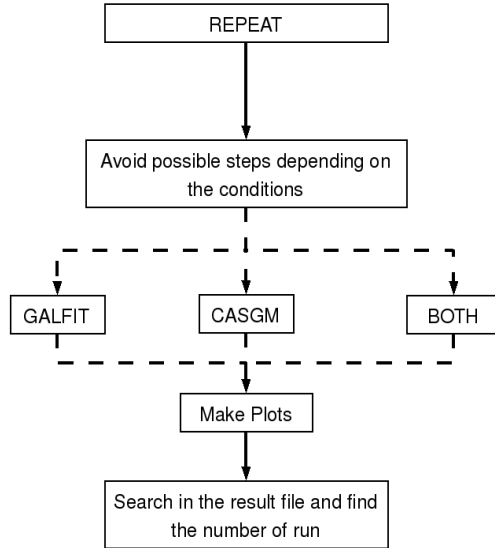 REPEAT
Avoid possible steps depending on
the conditions
GALFIT
CASGM
BOTH
Make Plots
Search in the result file and find
the number of run